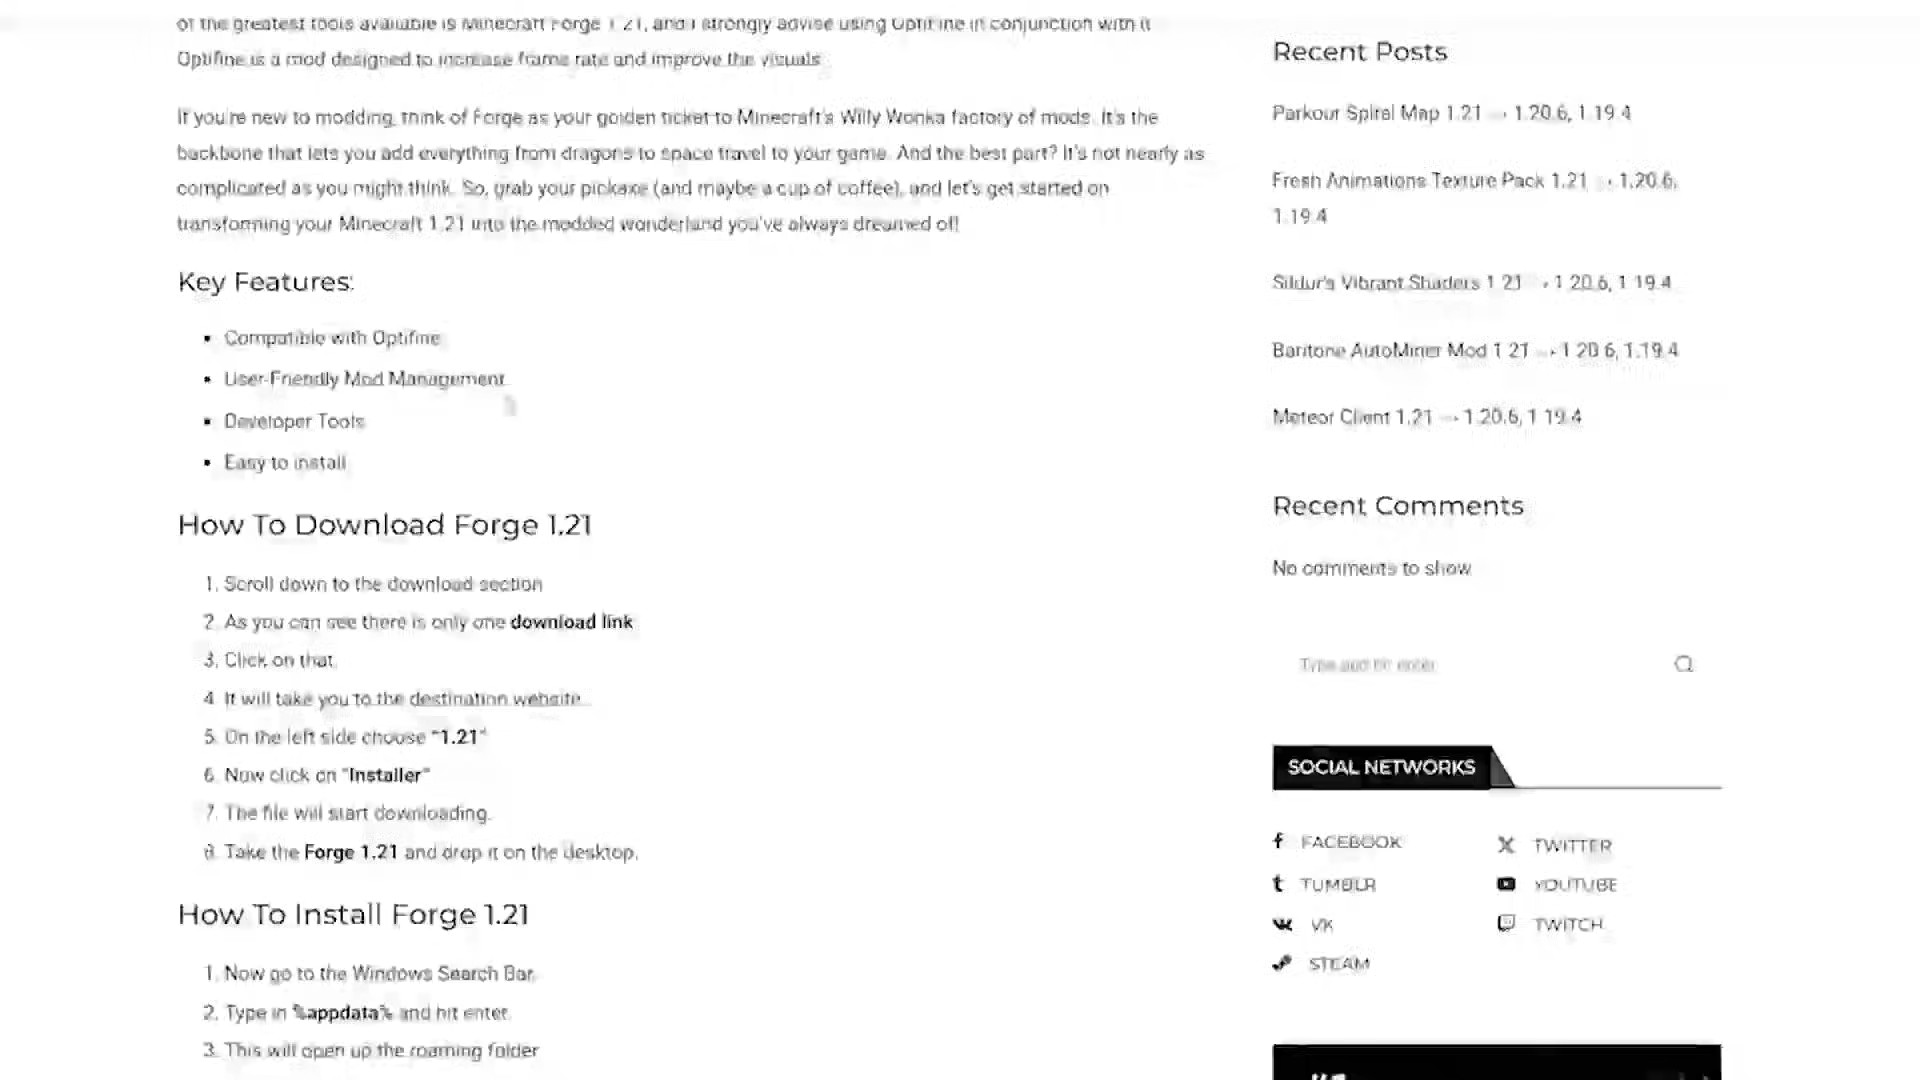 of the greatest tools available is Minecraft Forge 1.21, and I strongly advise using Optifine in conjunction with it
Optifine is a mod designed to increase frame rate and improve the visuals
If you're new to modding, think of Forge as your golden ticket to Minecraft's Willy Wonka factory of mods. It's the
backbone that lets you add everything from dragons to space travel to your game. And the best part? It's not nearly as
complicated as you might think. So, grab your pickaxe (and maybe a cup of coffee), and let's get started on
transforming your Minecraft 1.21 into the modded wonderland you've always dreamed of!
Key Features:
• Compatible with Optifine
• User-Friendly Mod Management
• Developer Tools
• Easy to install
How To Download Forge 1.21
1. Scroll down to the download section
2. As you can see there is only one download link
3. Click on that.
4. It will take you to the destination website.
5. On the left side choose "1.21"
6. Now click on "Installer"
7. The file will start downloading.
8. Take the Forge 1.21 and drop it on the desktop.
How To Install Forge 1.21
1. Now go to the Windows Search Bar.
2. Type in %appdata% and hit enter.
3. This will open up the roaming folder
Recent Posts
Parkour Spiral Map 1.21 → 1.20.6, 1.19.4
Fresh Animations Texture Pack 1.21 → 1.20.6,
1.19.4
Sildur's Vibrant Shaders 1.21 → 1.20.6, 1.19.4
Baritone AutoMiner Mod 1.21 → 1.20.6, 1.19.4
Meteor Client 1.21 → 1.20.6, 1.19.4
Recent Comments
No comments to show
Type and hit enter
SOCIAL NETWORKS
FACEBOOK
TWITTER
TUMBLR
YOUTUBE
VK
TWITCH
STEAM